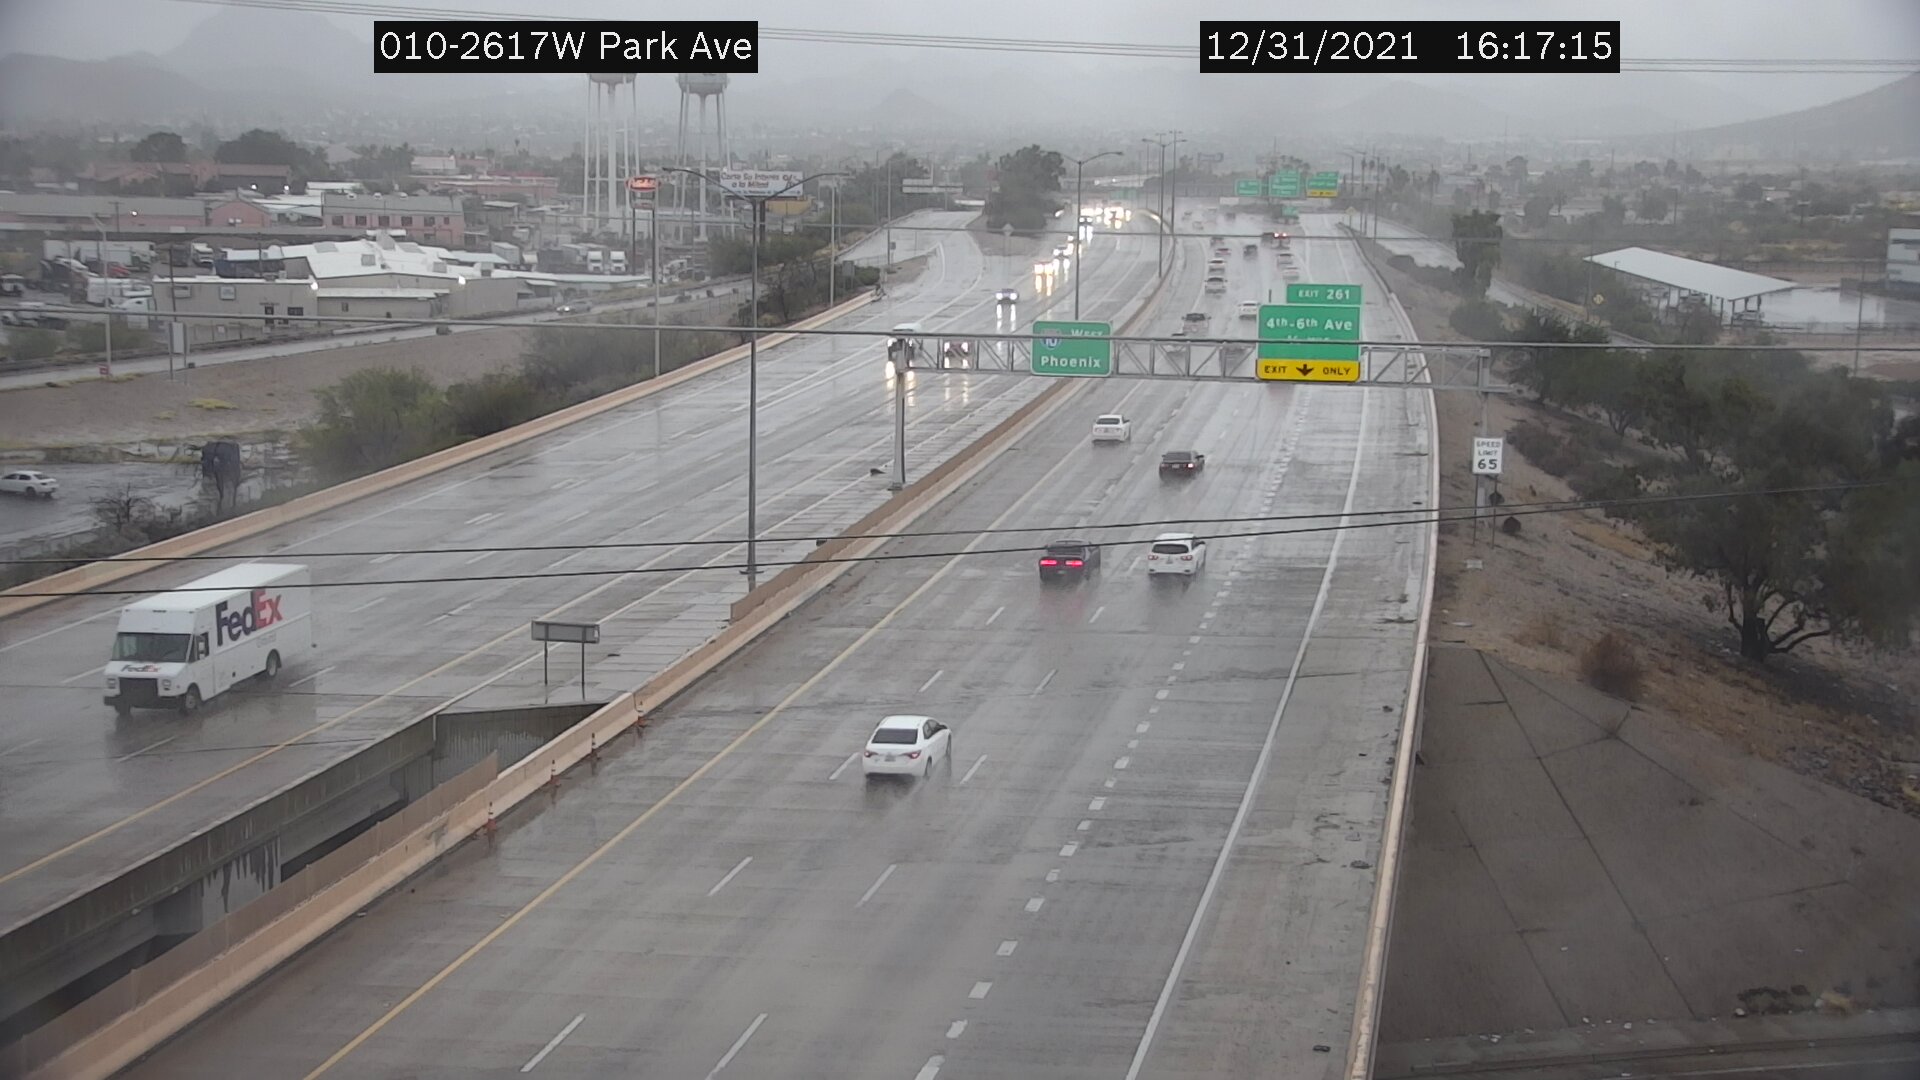 010-2617W Park Ave
12/31/2021 16:17:15
EXIT 261
4th-6th Ave
EXIT ONLY
WEST
10
Phoenix
SPEED
LIMIT
65
FedEx
FedEx